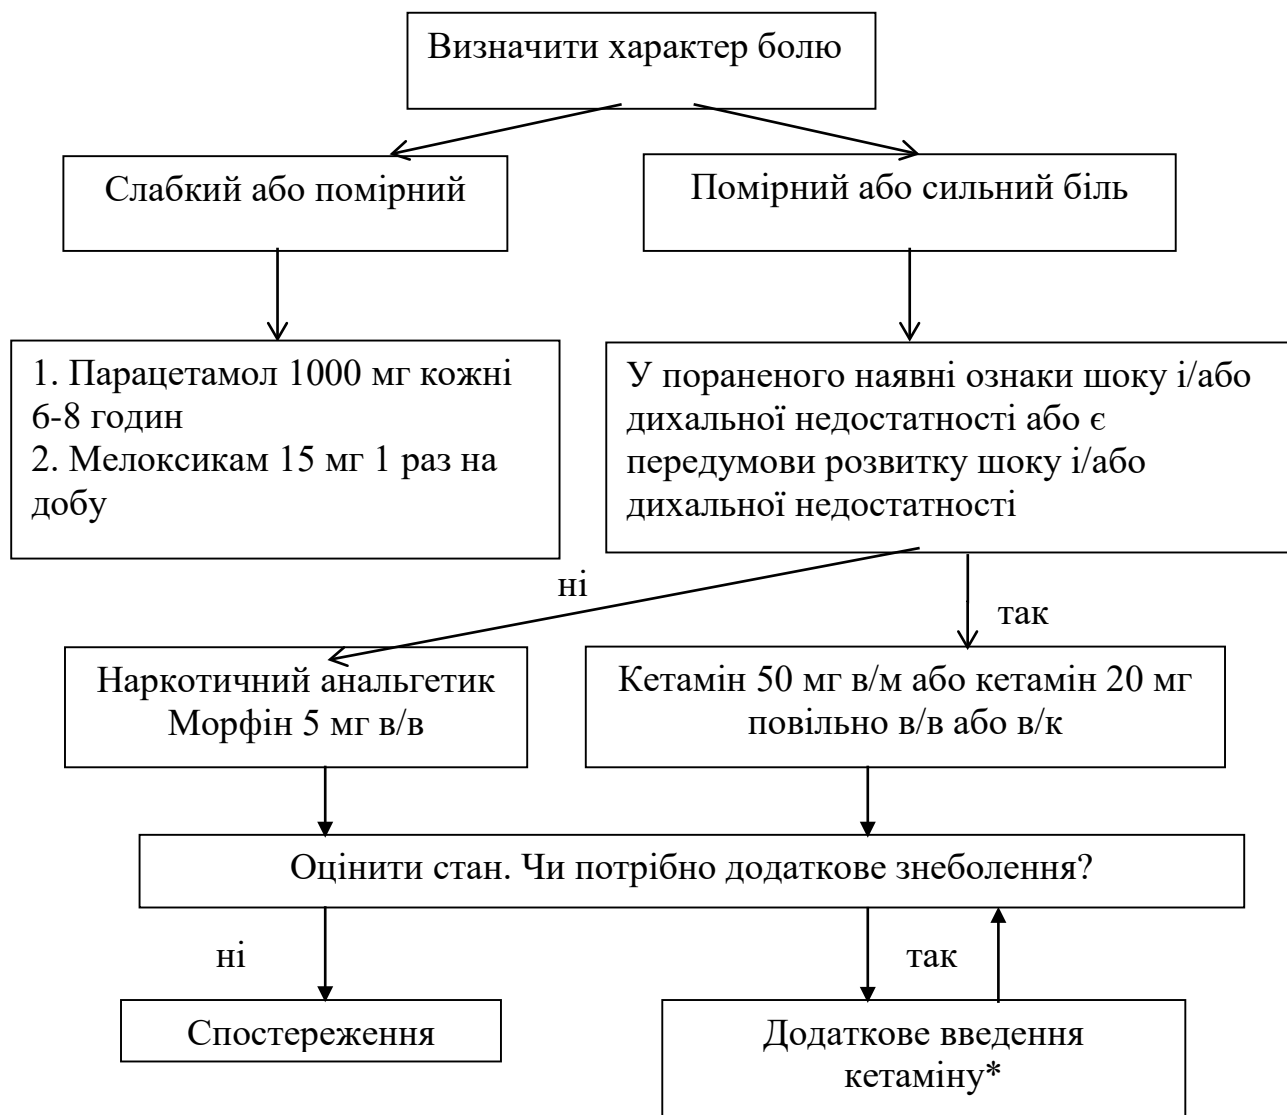 Визначити характер болю
Слабкий або помірний
Помірний або сильний біль
1. Парацетамол 1000 мг кожні
6-8 годин
2. Мелоксикам 15 мг 1 раз на
добу
У пораненого наявні ознаки шоку і/або
дихальної недостатності або є
передумови розвитку шоку і/або
дихальної недостатності
ні
так
Наркотичний анальгетик
Морфін 5 мг в/в
Кетамін 50 мг в/м або кетамін 20 мг
повільно в/в або в/к
Оцінити стан. Чи потрібно додаткове знеболення?
ні
так
Спостереження
Додаткове введення
кетаміну*